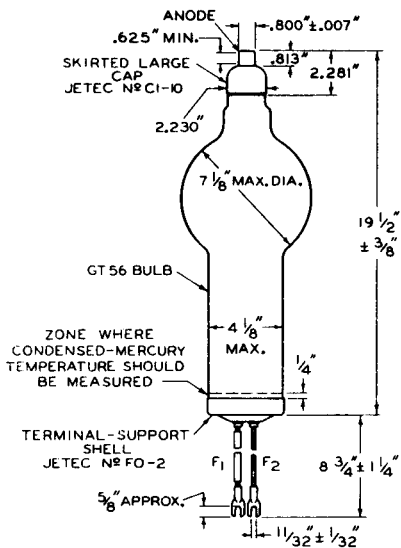 ANODE
.800"±.007"
.625" MIN.
.813"
SKIRTED LARGE
CAP
JETEC Nº C1-10
2.281"
2.230"
7 1/8" MAX. DIA.
19 1/2"
± 3/8"
GT 56 BULB
4 1/8"
MAX.
ZONE WHERE
CONDENSED-MERCURY
TEMPERATURE SHOULD
BE MEASURED
1/4"
TERMINAL-SUPPORT
SHELL
JETEC Nº FO-2
F1
F2
8 3/4"± 1 1/4"
5/8" APPROX.
11/32"± 1/32"